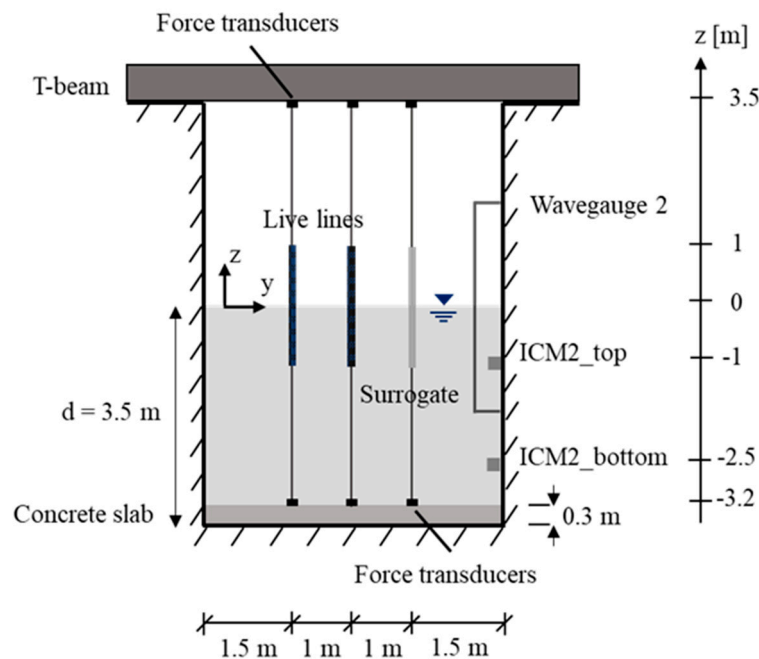 Force transducers
z [m]
T-beam
3.5
Wavegauge 2
Live lines
z
1
y
0
ICM2_top
-1
Surrogate
d = 3.5 m
ICM2_bottom
-2.5
-3.2
Concrete slab
0.3 m
Force transducers
1.5 m 1 m 1 m 1.5 m